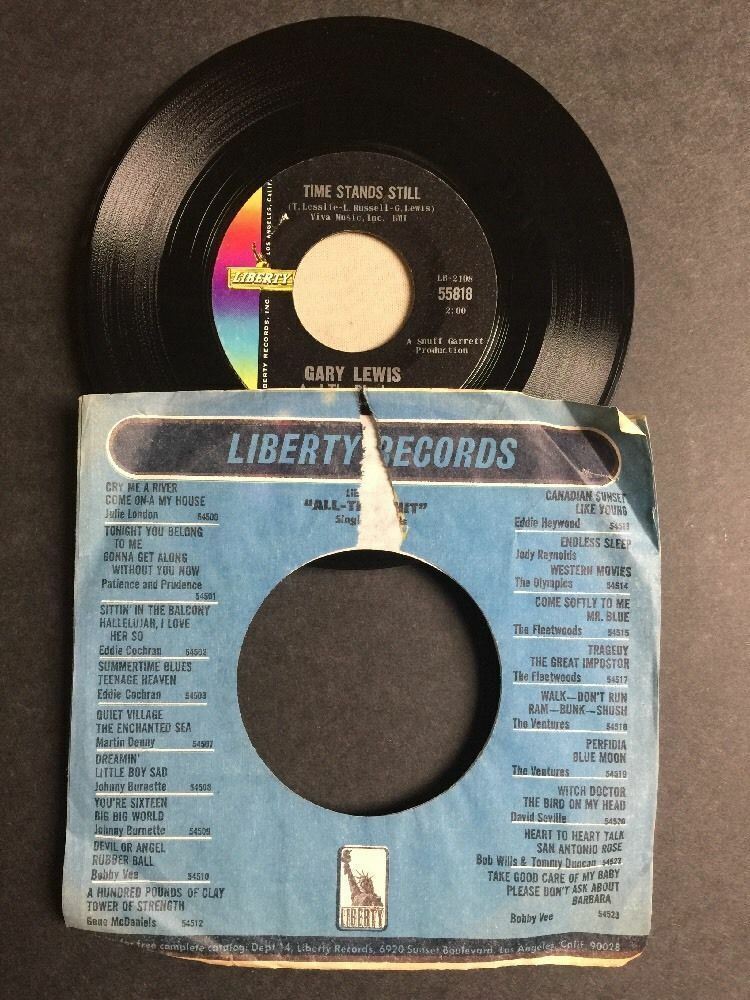 TIME STANDS STILL
(T. Lesslie-L. Russell-G. Lewis)
Viva Music, Inc. BMI
LOS ANGELES, CALIF.
LIBERTY
LB-2108
55818
2:00
LIBERTY RECORDS, INC.
A Snuff Garrett
Production
GARY LEWIS
LIBERTY RECORDS
"ALL-T HIT"
CRY ME A RIVER
COME ON-A MY HOUSE
Julie London 54500
TONIGHT YOU BELONG
TO ME
GONNA GET ALONG
WITHOUT YOU NOW
Patience and Prudence
54501
SITTIN' IN THE BALCONY
HALLELUJAH, I LOVE
HER SO
Eddie Cochran 54502
SUMMERTIME BLUES
TEENAGE HEAVEN
Eddie Cochran 54503
QUIET VILLAGE
THE ENCHANTED SEA
Martin Denny 54507
DREAMIN'
LITTLE BOY SAD
Johnny Burnette 54508
YOU'RE SIXTEEN
BIG BIG WORLD
Johnny Burnette 54509
DEVIL OR ANGEL
RUBBER BALL
Bobby Vee 54510
A HUNDRED POUNDS OF CLAY
TOWER OF STRENGTH
Gene McDaniels 54512
CANADIAN SUNSET
LIKE YOUNG
Eddie Heywood 54513
ENDLESS SLEEP
Jody Reynolds
WESTERN MOVIES
The Olympics 54514
COME SOFTLY TO ME
MR. BLUE
The Fleetwoods 54515
TRAGEDY
THE GREAT IMPOSTOR
The Fleetwoods 54517
WALK—DON'T RUN
RAM—BUNK—SHUSH
The Ventures 54518
PERFIDIA
BLUE MOON
The Ventures 54519
WITCH DOCTOR
THE BIRD ON MY HEAD
David Seville 54520
HEART TO HEART TALK
SAN ANTONIO ROSE
Bob Wills & Tommy Duncan
TAKE GOOD CARE OF MY BABY
PLEASE DON'T ASK ABOUT
BARBARA
Bobby Vee 54523
LIBERTY
for free complete catalog: Dept 14, Liberty Records, 6920 Sunset Boulevard, Los Angeles, Calif. 90028